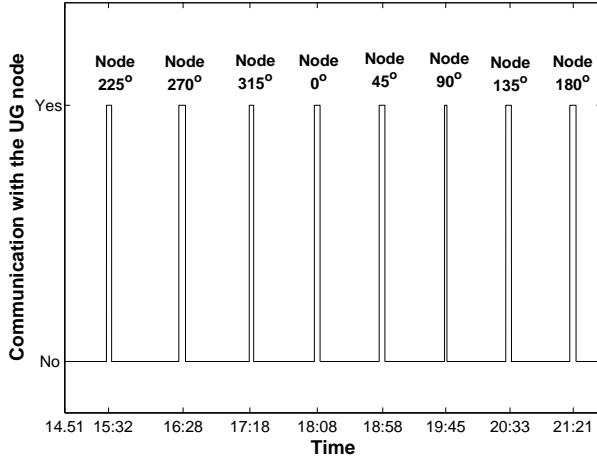 Node Node Node Node Node Node Node Node
225° 270° 315° 0° 45° 90° 135° 180°
Yes
Communication with the UG node
No
14.51 15:32 16:28 17:18 18:08 18:58 19:45 20:33 21:21
Time